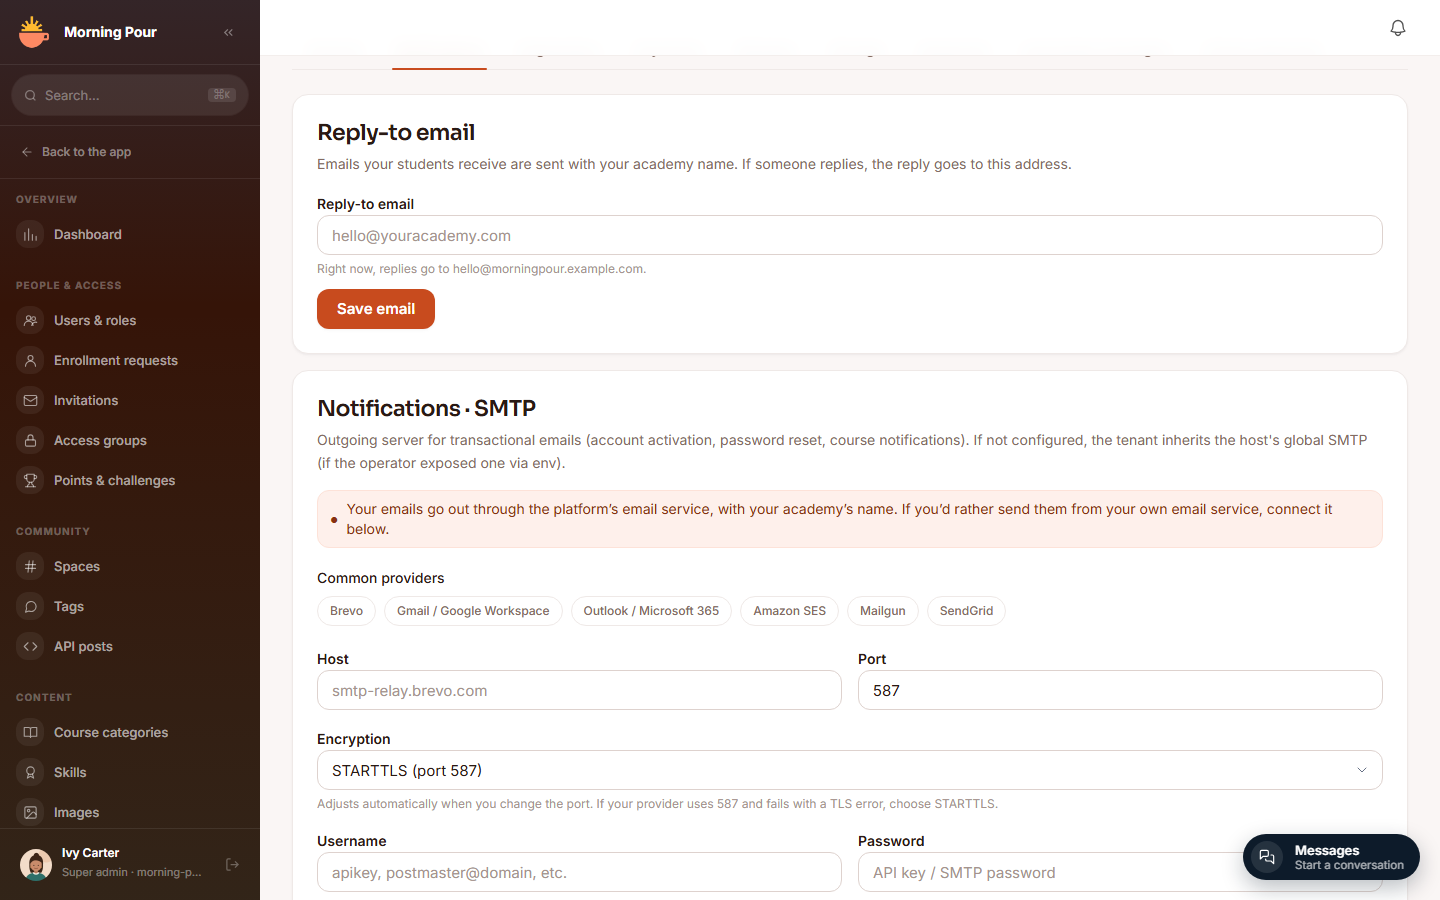 Morning Pour
Search...
⌘K
Back to the app
OVERVIEW
Dashboard
PEOPLE & ACCESS
Users & roles
Enrollment requests
Invitations
Access groups
Points & challenges
COMMUNITY
Spaces
Tags
API posts
CONTENT
Course categories
Skills
Images
Ivy Carter
Super admin · morning-p...
Reply-to email
Emails your students receive are sent with your academy name. If someone replies, the reply goes to this address.
Reply-to email
hello@youracademy.com
Right now, replies go to hello@morningpour.example.com.
Save email
Notifications · SMTP
Outgoing server for transactional emails (account activation, password reset, course notifications). If not configured, the tenant inherits the host's global SMTP
(if the operator exposed one via env).
Your emails go out through the platform’s email service, with your academy’s name. If you’d rather send them from your own email service, connect it
below.
Common providers
Brevo
Gmail / Google Workspace
Outlook / Microsoft 365
Amazon SES
Mailgun
SendGrid
Host
smtp-relay.brevo.com
Port
587
Encryption
STARTTLS (port 587)
Adjusts automatically when you change the port. If your provider uses 587 and fails with a TLS error, choose STARTTLS.
Username
apikey, postmaster@domain, etc.
Password
API key / SMTP password
Messages
Start a conversation